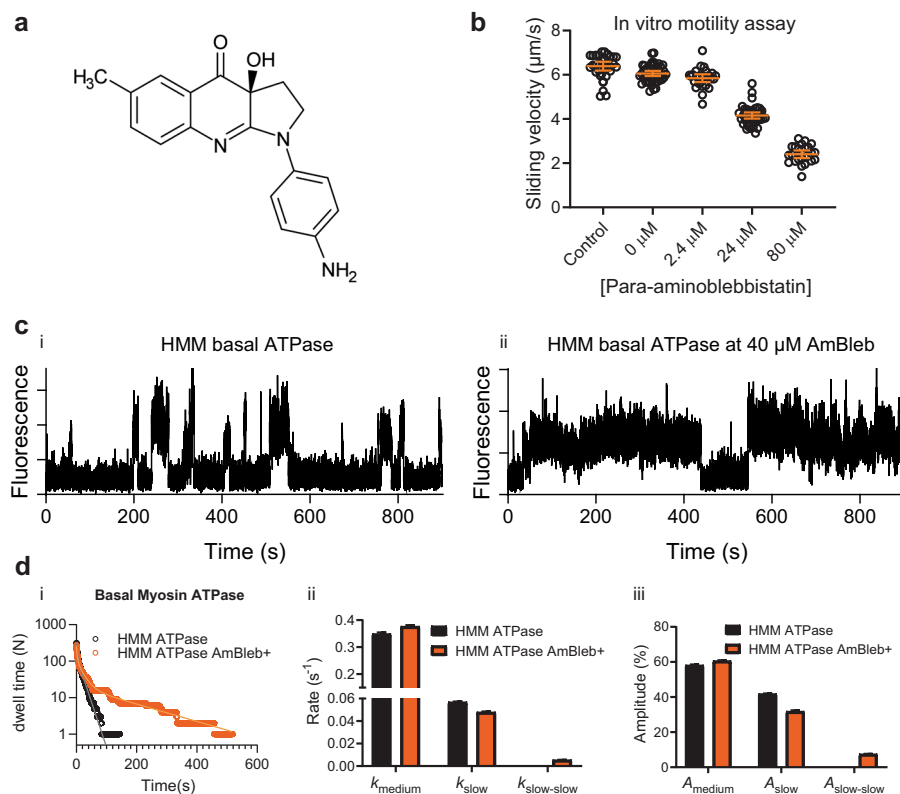 a
O
OH
H₃C
N
N
NH₂
b
In vitro motility assay
Sliding velocity (µm/s)
8
6
4
2
0
Control
0 µM
2.4 µM
24 µM
80 µM
[Para-aminoblebbistatin]
c
i
HMM basal ATPase
Fluorescence
0 200 400 600 800
Time (s)
ii
HMM basal ATPase at 40 µM AmBleb
Fluorescence
0 200 400 600 800
Time (s)
d
i
Basal Myosin ATPase
HMM ATPase
HMM ATPase AmBleb+
dwell time (N)
1000
100
10
1
0 200 400 600
Time(s)
ii
HMM ATPase
HMM ATPase AmBleb+
Rate (s⁻¹)
0.4
0.3
0.06
0.04
0.02
0.00
kmedium kslow kslow-slow
iii
HMM ATPase
HMM ATPase AmBleb+
Amplitude (%)
80
60
40
20
0
Amedium Aslow Aslow-slow